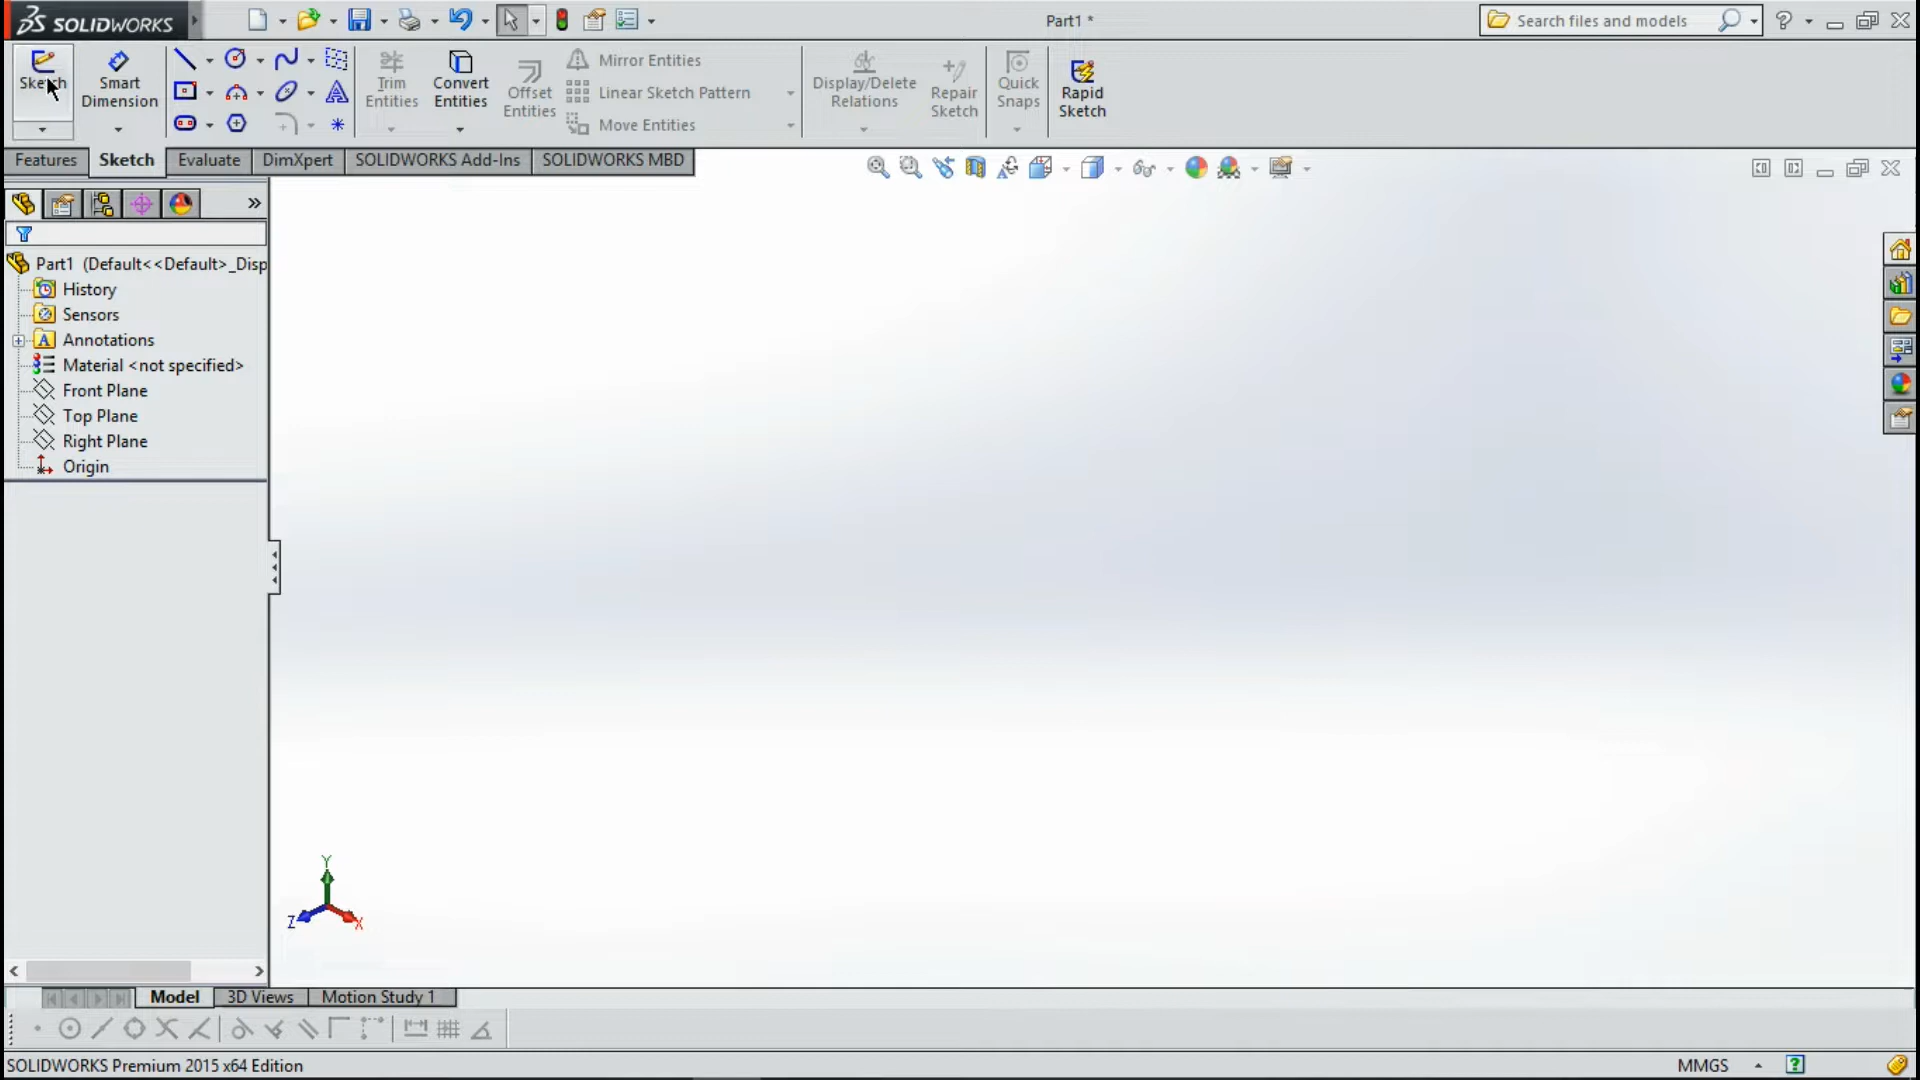 SOLIDWORKS
Part1 *
Search files and models
Sketch
Smart
Dimension
Trim
Entities
Convert
Entities
Offset
Entities
Mirror Entities
Linear Sketch Pattern
Move Entities
Display/Delete
Relations
Repair
Sketch
Quick
Snaps
Rapid
Sketch
Features
Sketch
Evaluate
DimXpert
SOLIDWORKS Add-Ins
SOLIDWORKS MBD
Part1 (Default<<Default>_Disp
History
Sensors
Annotations
Material <not specified>
Front Plane
Top Plane
Right Plane
Origin
Y
Z
X
Model
3D Views
Motion Study 1
SOLIDWORKS Premium 2015 x64 Edition
MMGS